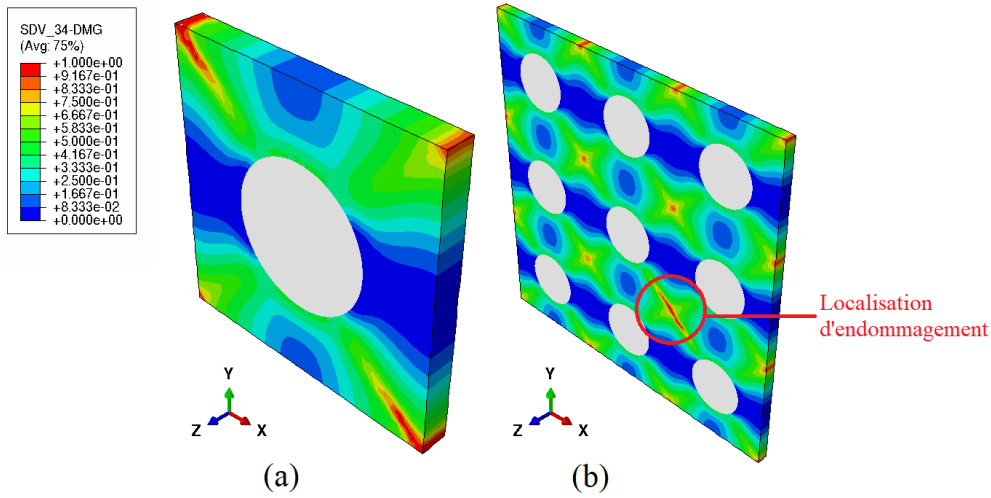 SDV_34-DMG
(Avg: 75%)
+1.000e+00
+9.167e-01
+8.333e-01
+7.500e-01
+6.667e-01
+5.833e-01
+5.000e-01
+4.167e-01
+3.333e-01
+2.500e-01
+1.667e-01
+8.333e-02
+0.000e+00
Y
Z
X
Y
Z
X
Localisation
d'endommagement
(a)
(b)